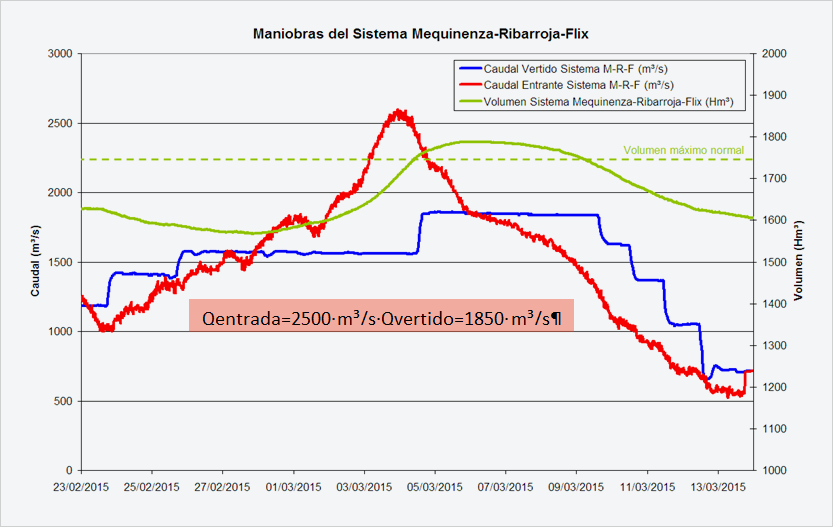 Maniobras del Sistema Mequinenza-Ribarroja-Flix
3000
2500
2000
1500
1000
500
0
Caudal (m³/s)
2000
1900
1800
1700
1600
1500
1400
1300
1200
1100
1000
Volumen (Hm³)
Caudal Vertido Sistema M-R-F (m³/s)
Caudal Entrante Sistema M-R-F (m³/s)
Volumen Sistema Mequinenza-Ribarroja-Flix (Hm³)
Volumen máximo normal
Qentrada=2500·m³/s·Qvertido=1850·m³/s¶
23/02/2015 25/02/2015 27/02/2015 01/03/2015 03/03/2015 05/03/2015 07/03/2015 09/03/2015 11/03/2015 13/03/2015